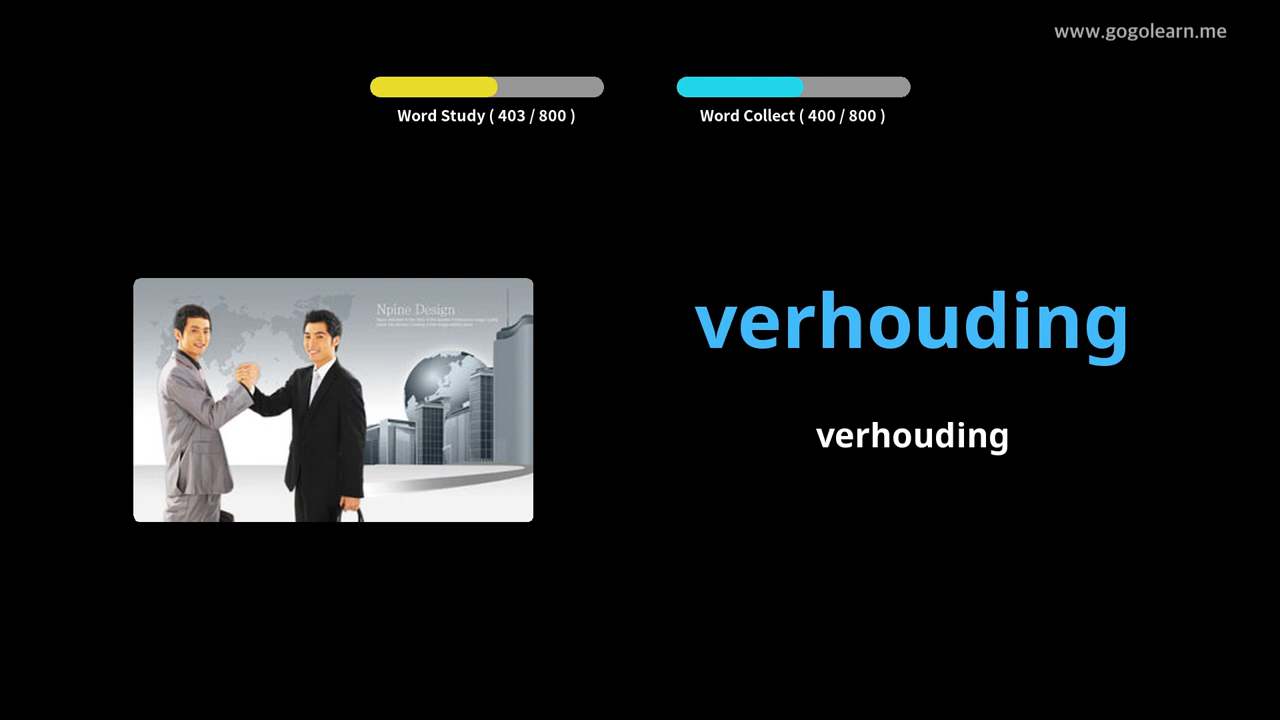 www.gogolearn.me
Word Study ( 403 / 800 )
Word Collect ( 400 / 800 )
Npine Design
verhouding
verhouding